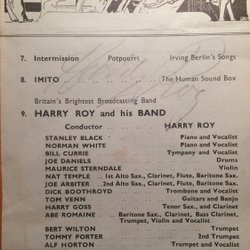 7. Intermission Potpourri Irving Berlin's Songs
8. IMITO The Human Sound Box
Britain's Brightest Broadcasting Band
9. HARRY ROY and his BAND
Conductor HARRY ROY
STANLEY BLACK Piano and Vocalist
NORMAN WHITE Piano and Vocalist
BILL CURRIE Tympany and Vocalist
JOE DANIELS Drums
MAURICE STERNDALE Violin
NAT TEMPLE 1st Alto Sax., Clarinet, Flute, Baritone Sax.
JOE ARBITER 2nd Alto Sax., Clarinet, Flute, Baritone Sax.
DICK BOOTHROYD Trombone and Vocalist
TOM VENN Guitars and Banjo
HARRY GOSS Tenor Sax., and Clarinet
ABE ROMAINE Baritone Sax., Clarinet, Bass Clarinet,
Trumpet, Violin and Vocalist
BERT WILTON Trumpet
TOMMY PORTER 2nd Trumpet
ALF HORTON Trumpet and Vocalist